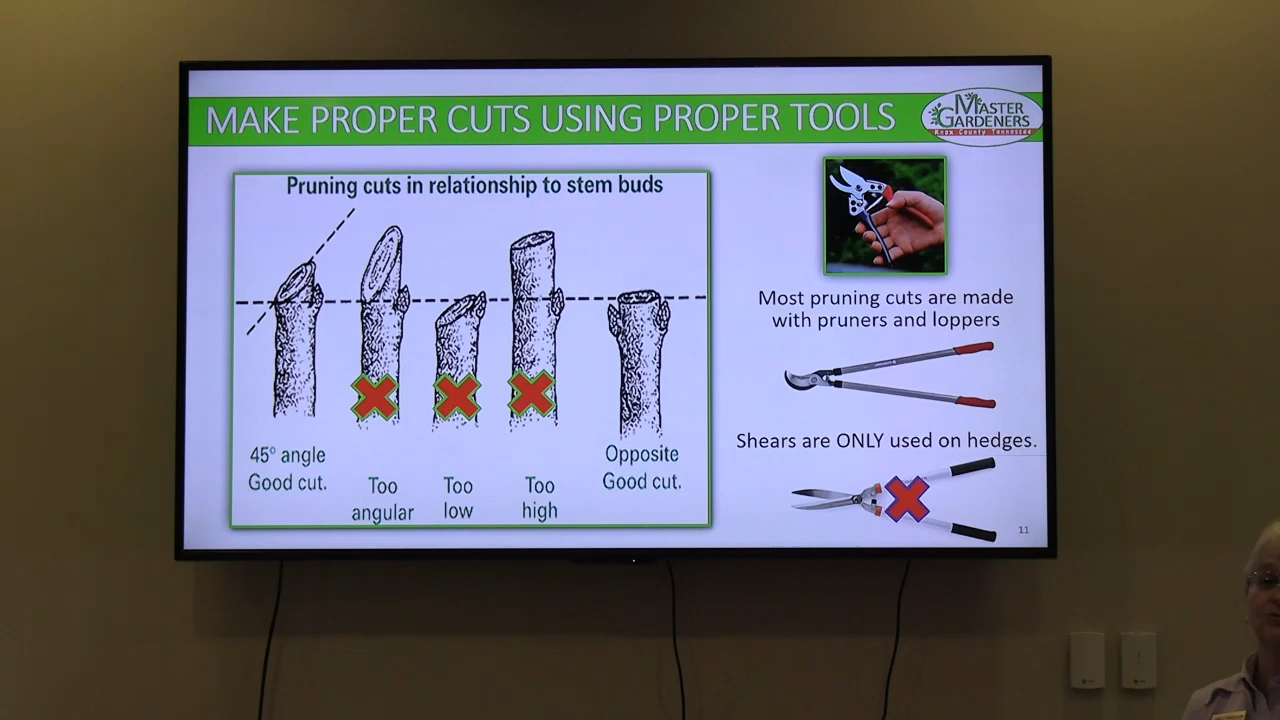 MAKE PROPER CUTS USING PROPER TOOLS
MASTER
GARDENERS
Knox County Tennessee
Pruning cuts in relationship to stem buds
45° angle
Good cut.
Too
angular
Too
low
Too
high
Opposite
Good cut.
Most pruning cuts are made
with pruners and loppers
Shears are ONLY used on hedges.
11